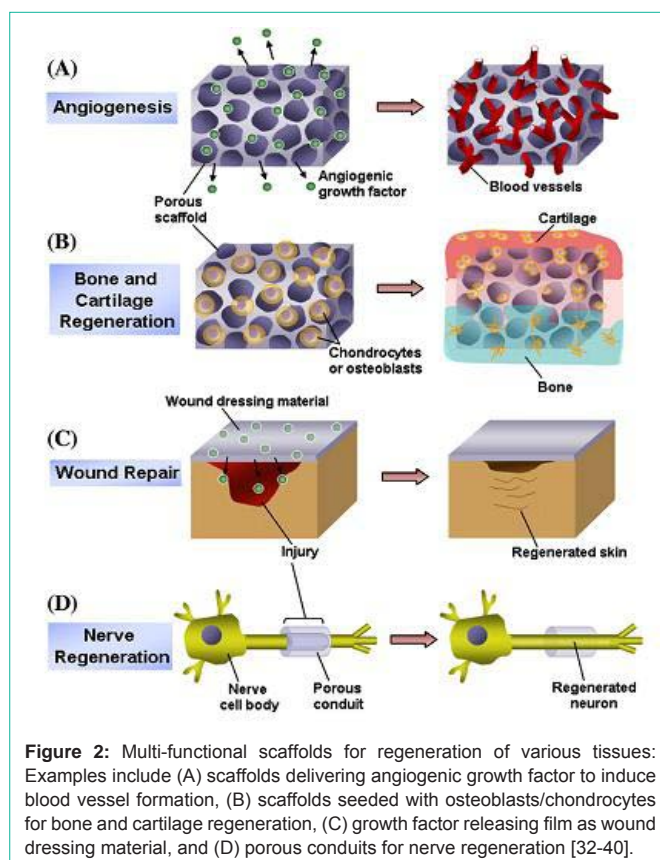 (A)
Angiogenesis
Angiogenic
growth factor
Blood vessels
Porous
scaffold
(B)
Bone and
Cartilage
Regeneration
Chondrocytes
or osteoblasts
Cartilage
Bone
Wound dressing material
(C)
Wound Repair
Injury
Regenerated skin
(D)
Nerve
Regeneration
Nerve
cell body
Porous
conduit
Regenerated
neuron
Figure 2: Multi-functional scaffolds for regeneration of various tissues:
Examples include (A) scaffolds delivering angiogenic growth factor to induce
blood vessel formation, (B) scaffolds seeded with osteoblasts/chondrocytes
for bone and cartilage regeneration, (C) growth factor releasing film as wound
dressing material, and (D) porous conduits for nerve regeneration [32-40].